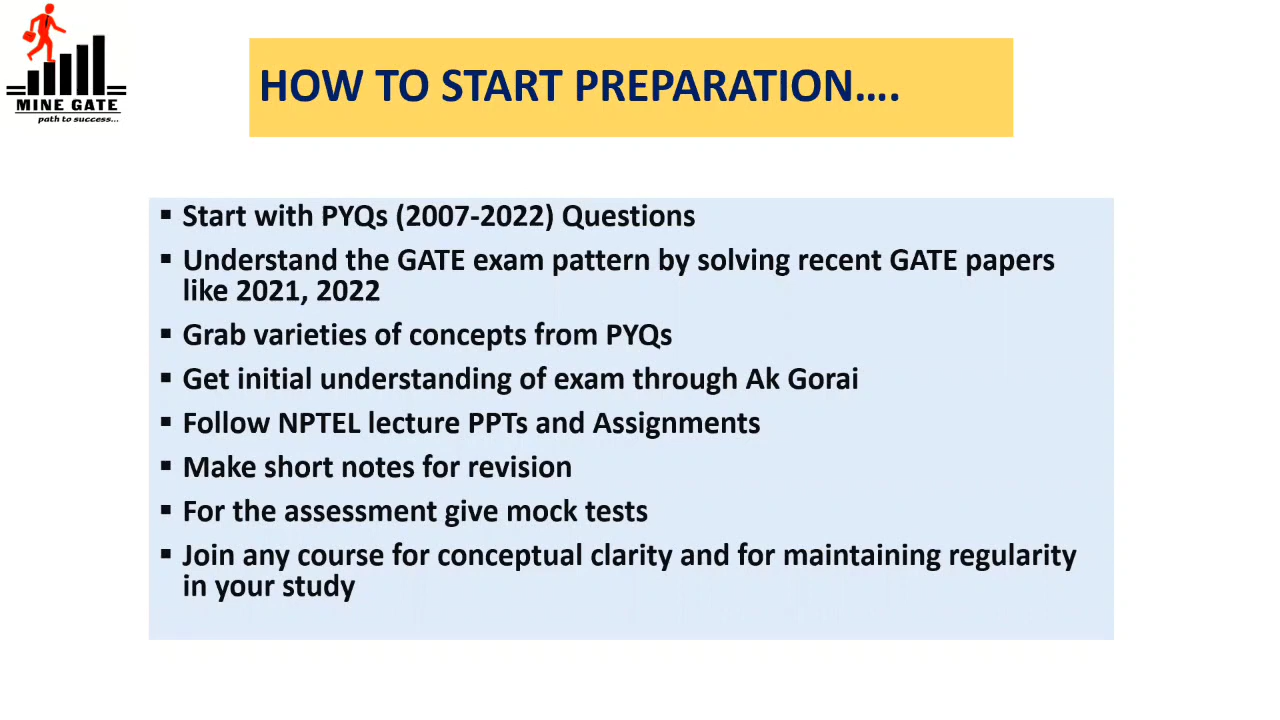 MINE GATE
path to success...
HOW TO START PREPARATION....
▪ Start with PYQs (2007-2022) Questions
▪ Understand the GATE exam pattern by solving recent GATE papers
like 2021, 2022
▪ Grab varieties of concepts from PYQs
▪ Get initial understanding of exam through Ak Gorai
▪ Follow NPTEL lecture PPTs and Assignments
▪ Make short notes for revision
▪ For the assessment give mock tests
▪ Join any course for conceptual clarity and for maintaining regularity
in your study